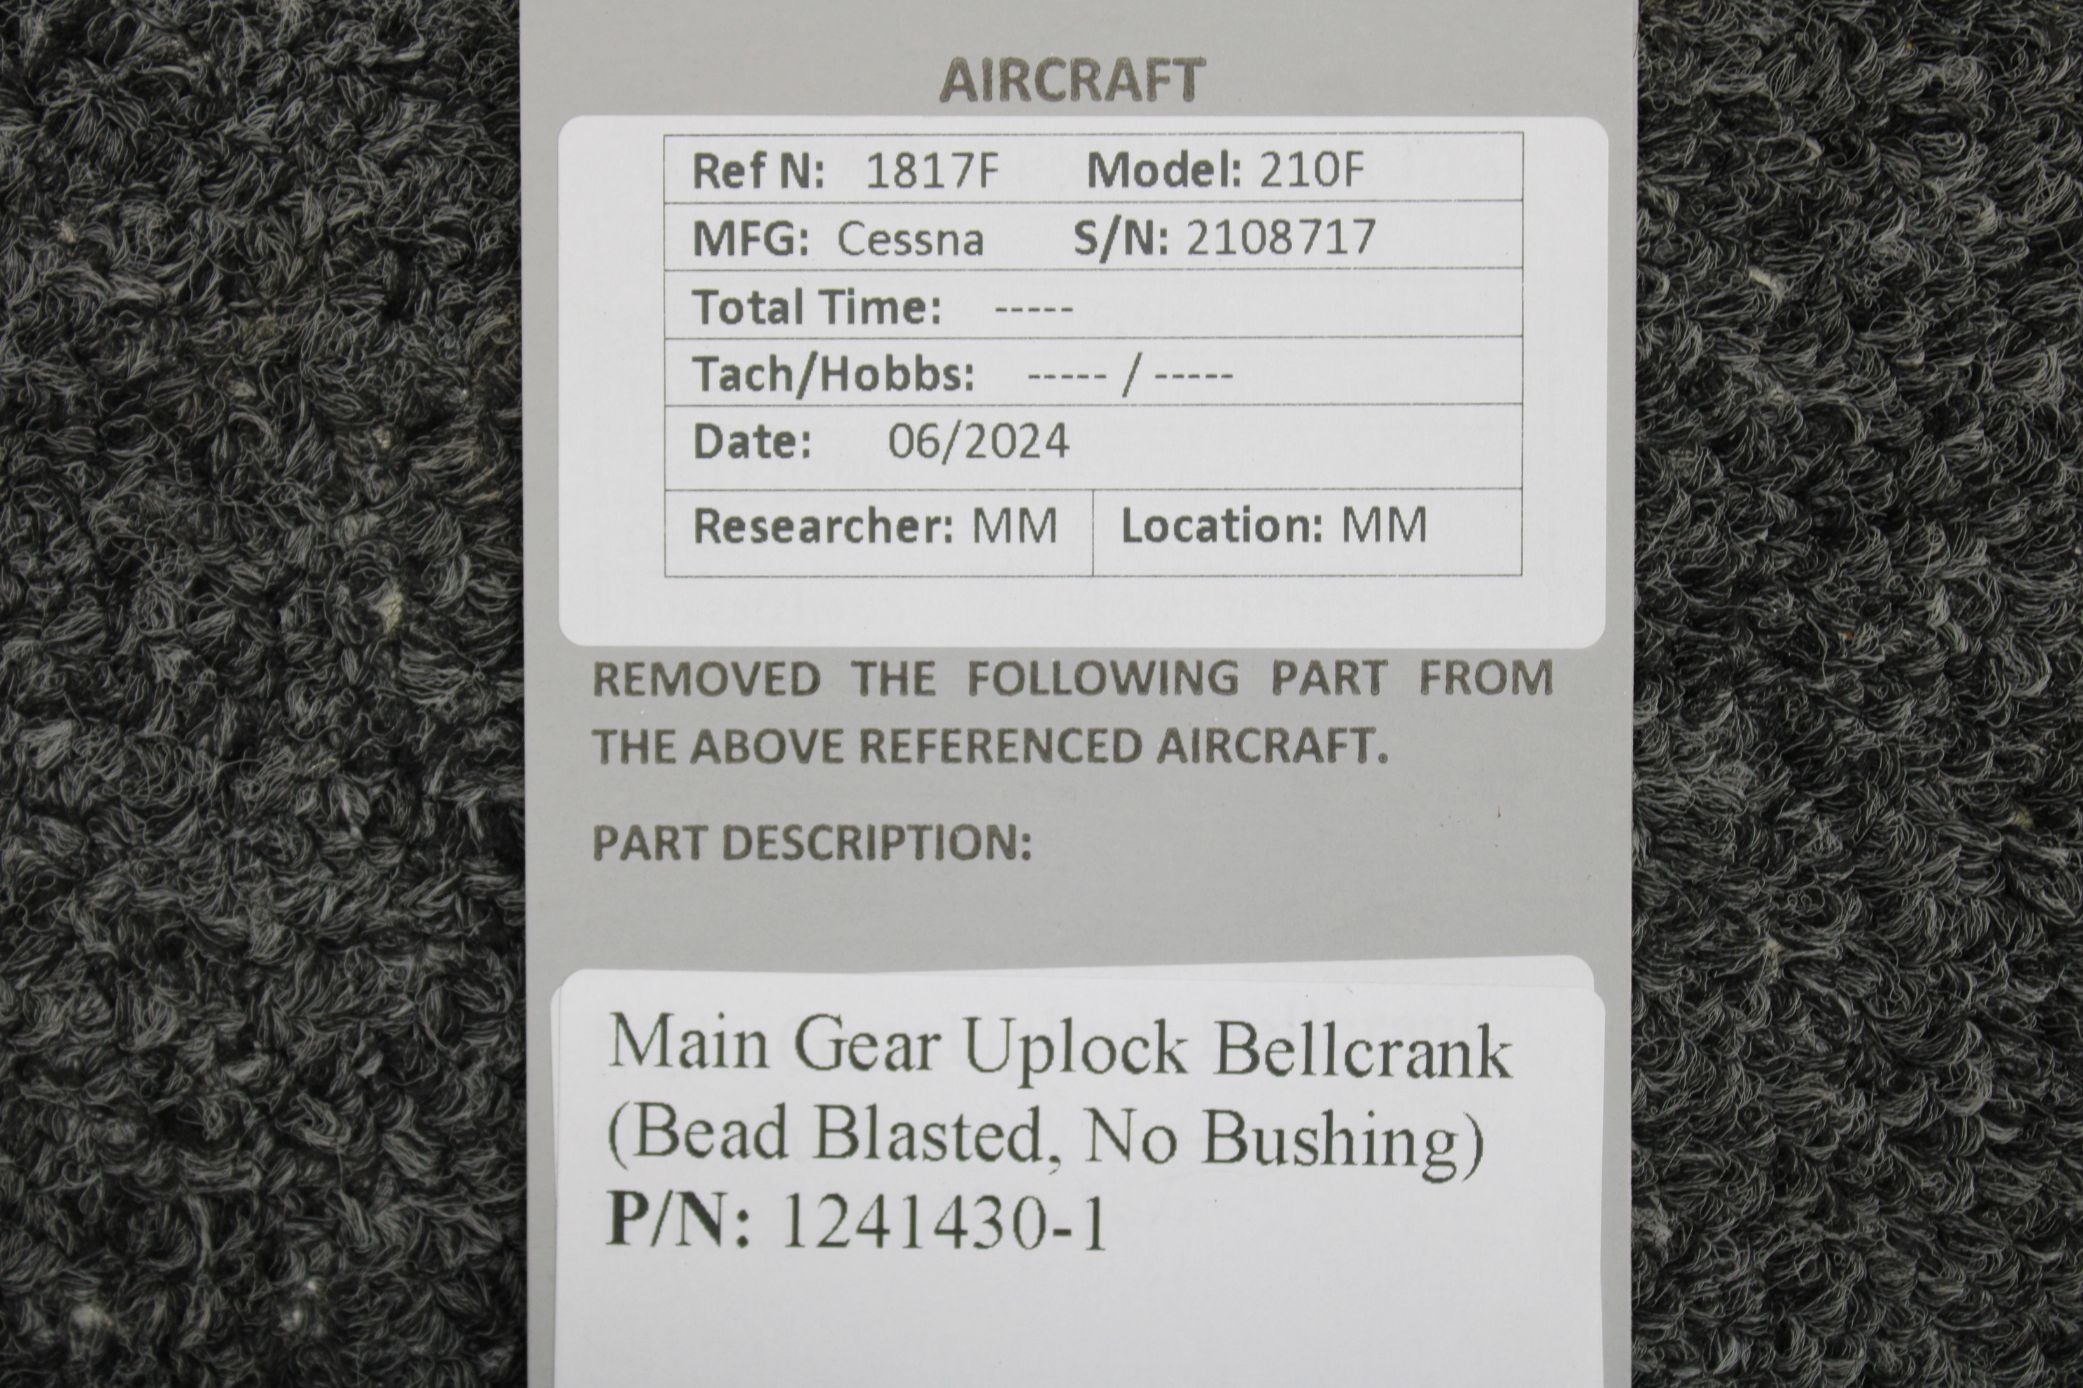 AIRCRAFT
Ref N: 1817F Model: 210F
MFG: Cessna S/N: 2108717
Total Time: -----
Tach/Hobbs: ----- / -----
Date: 06/2024
Researcher: MM Location: MM
REMOVED THE FOLLOWING PART FROM
THE ABOVE REFERENCED AIRCRAFT.
PART DESCRIPTION:
Main Gear Uplock Bellcrank
(Bead Blasted, No Bushing)
P/N: 1241430-1